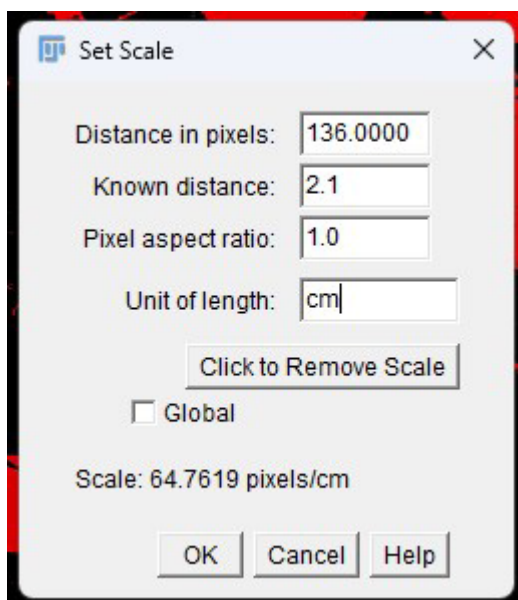 Set Scale
Distance in pixels: 136.0000
Known distance: 2.1
Pixel aspect ratio: 1.0
Unit of length: cm
Click to Remove Scale
Global
Scale: 64.7619 pixels/cm
OK Cancel Help